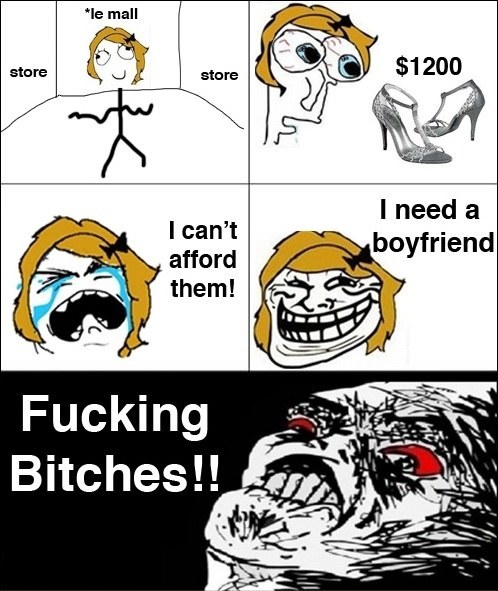 *le mall
store
store
$1200
I can't
afford
them!
I need a
boyfriend
Fucking
Bitches!!